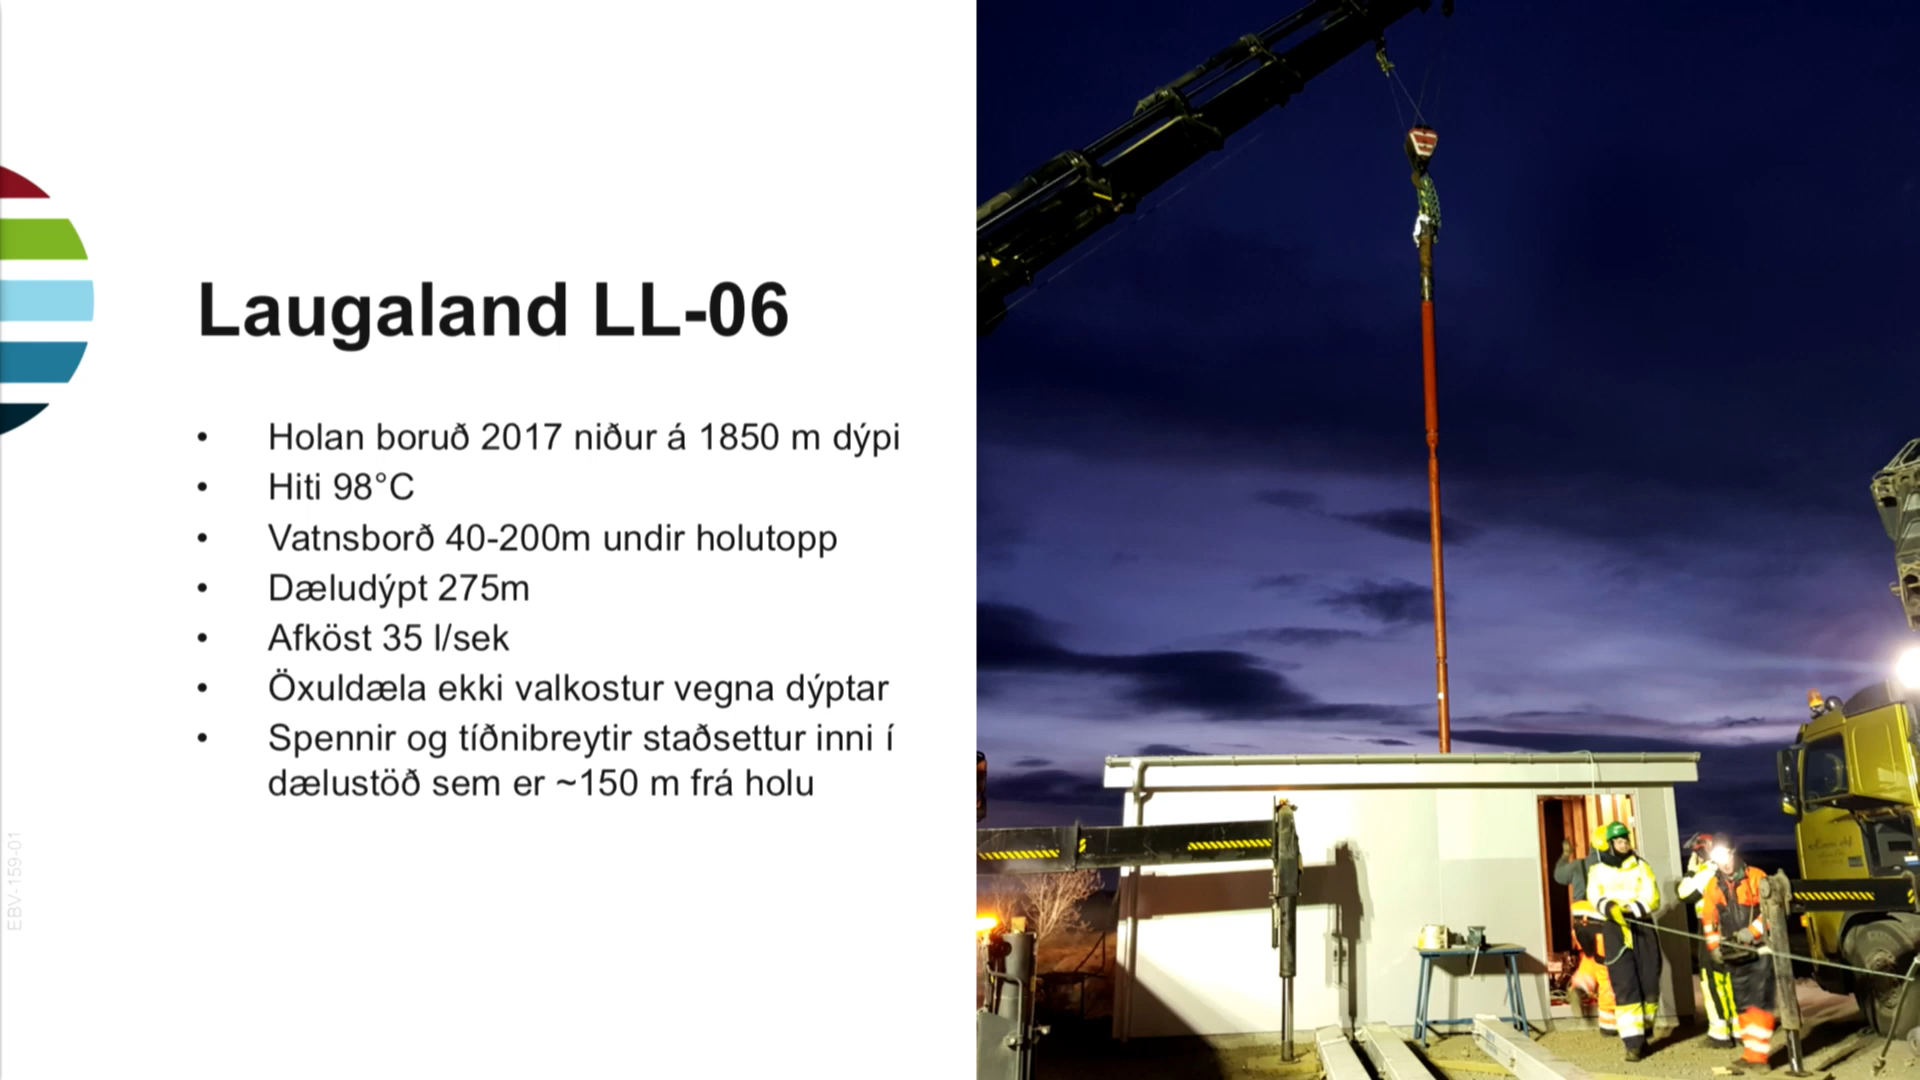 Laugaland LL-06
• Holan boruð 2017 niður á 1850 m dýpi
• Hiti 98°C
• Vatnsborð 40-200m undir holutopp
• Dæludýpt 275m
• Afköst 35 l/sek
• Öxuldæla ekki valkostur vegna dýptar
• Spennir og tíðnibreytir staðsettur inni í
dælustöð sem er ~150 m frá holu
EBV-159-01